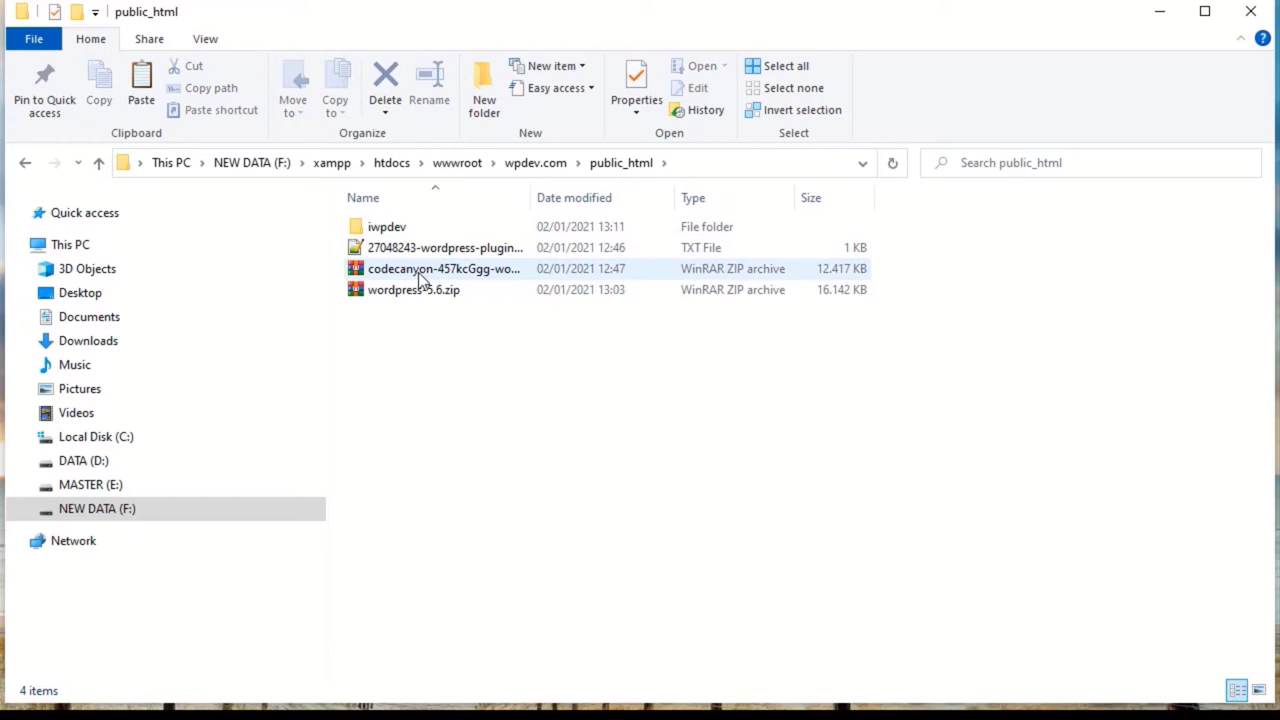 public_html
File Home Share View
Pin to Quick access
Copy
Paste
Cut
Copy path
Paste shortcut
Clipboard
Move to
Copy to
Delete
Rename
Organize
New folder
New item
Easy access
New
Properties
Open
Edit
History
Open
Select all
Select none
Invert selection
Select
This PC > NEW DATA (F:) > xampp > htdocs > wwwroot > wpdev.com > public_html >
Search public_html
Name Date modified Type Size
iwpdev 02/01/2021 13:11 File folder
27048243-wordpress-plugin... 02/01/2021 12:46 TXT File 1 KB
codecanyon-457kcGgg-wo... 02/01/2021 12:47 WinRAR ZIP archive 12.417 KB
wordpress-5.6.zip 02/01/2021 13:03 WinRAR ZIP archive 16.142 KB
Quick access
This PC
3D Objects
Desktop
Documents
Downloads
Music
Pictures
Videos
Local Disk (C:)
DATA (D:)
MASTER (E:)
NEW DATA (F:)
Network
4 items